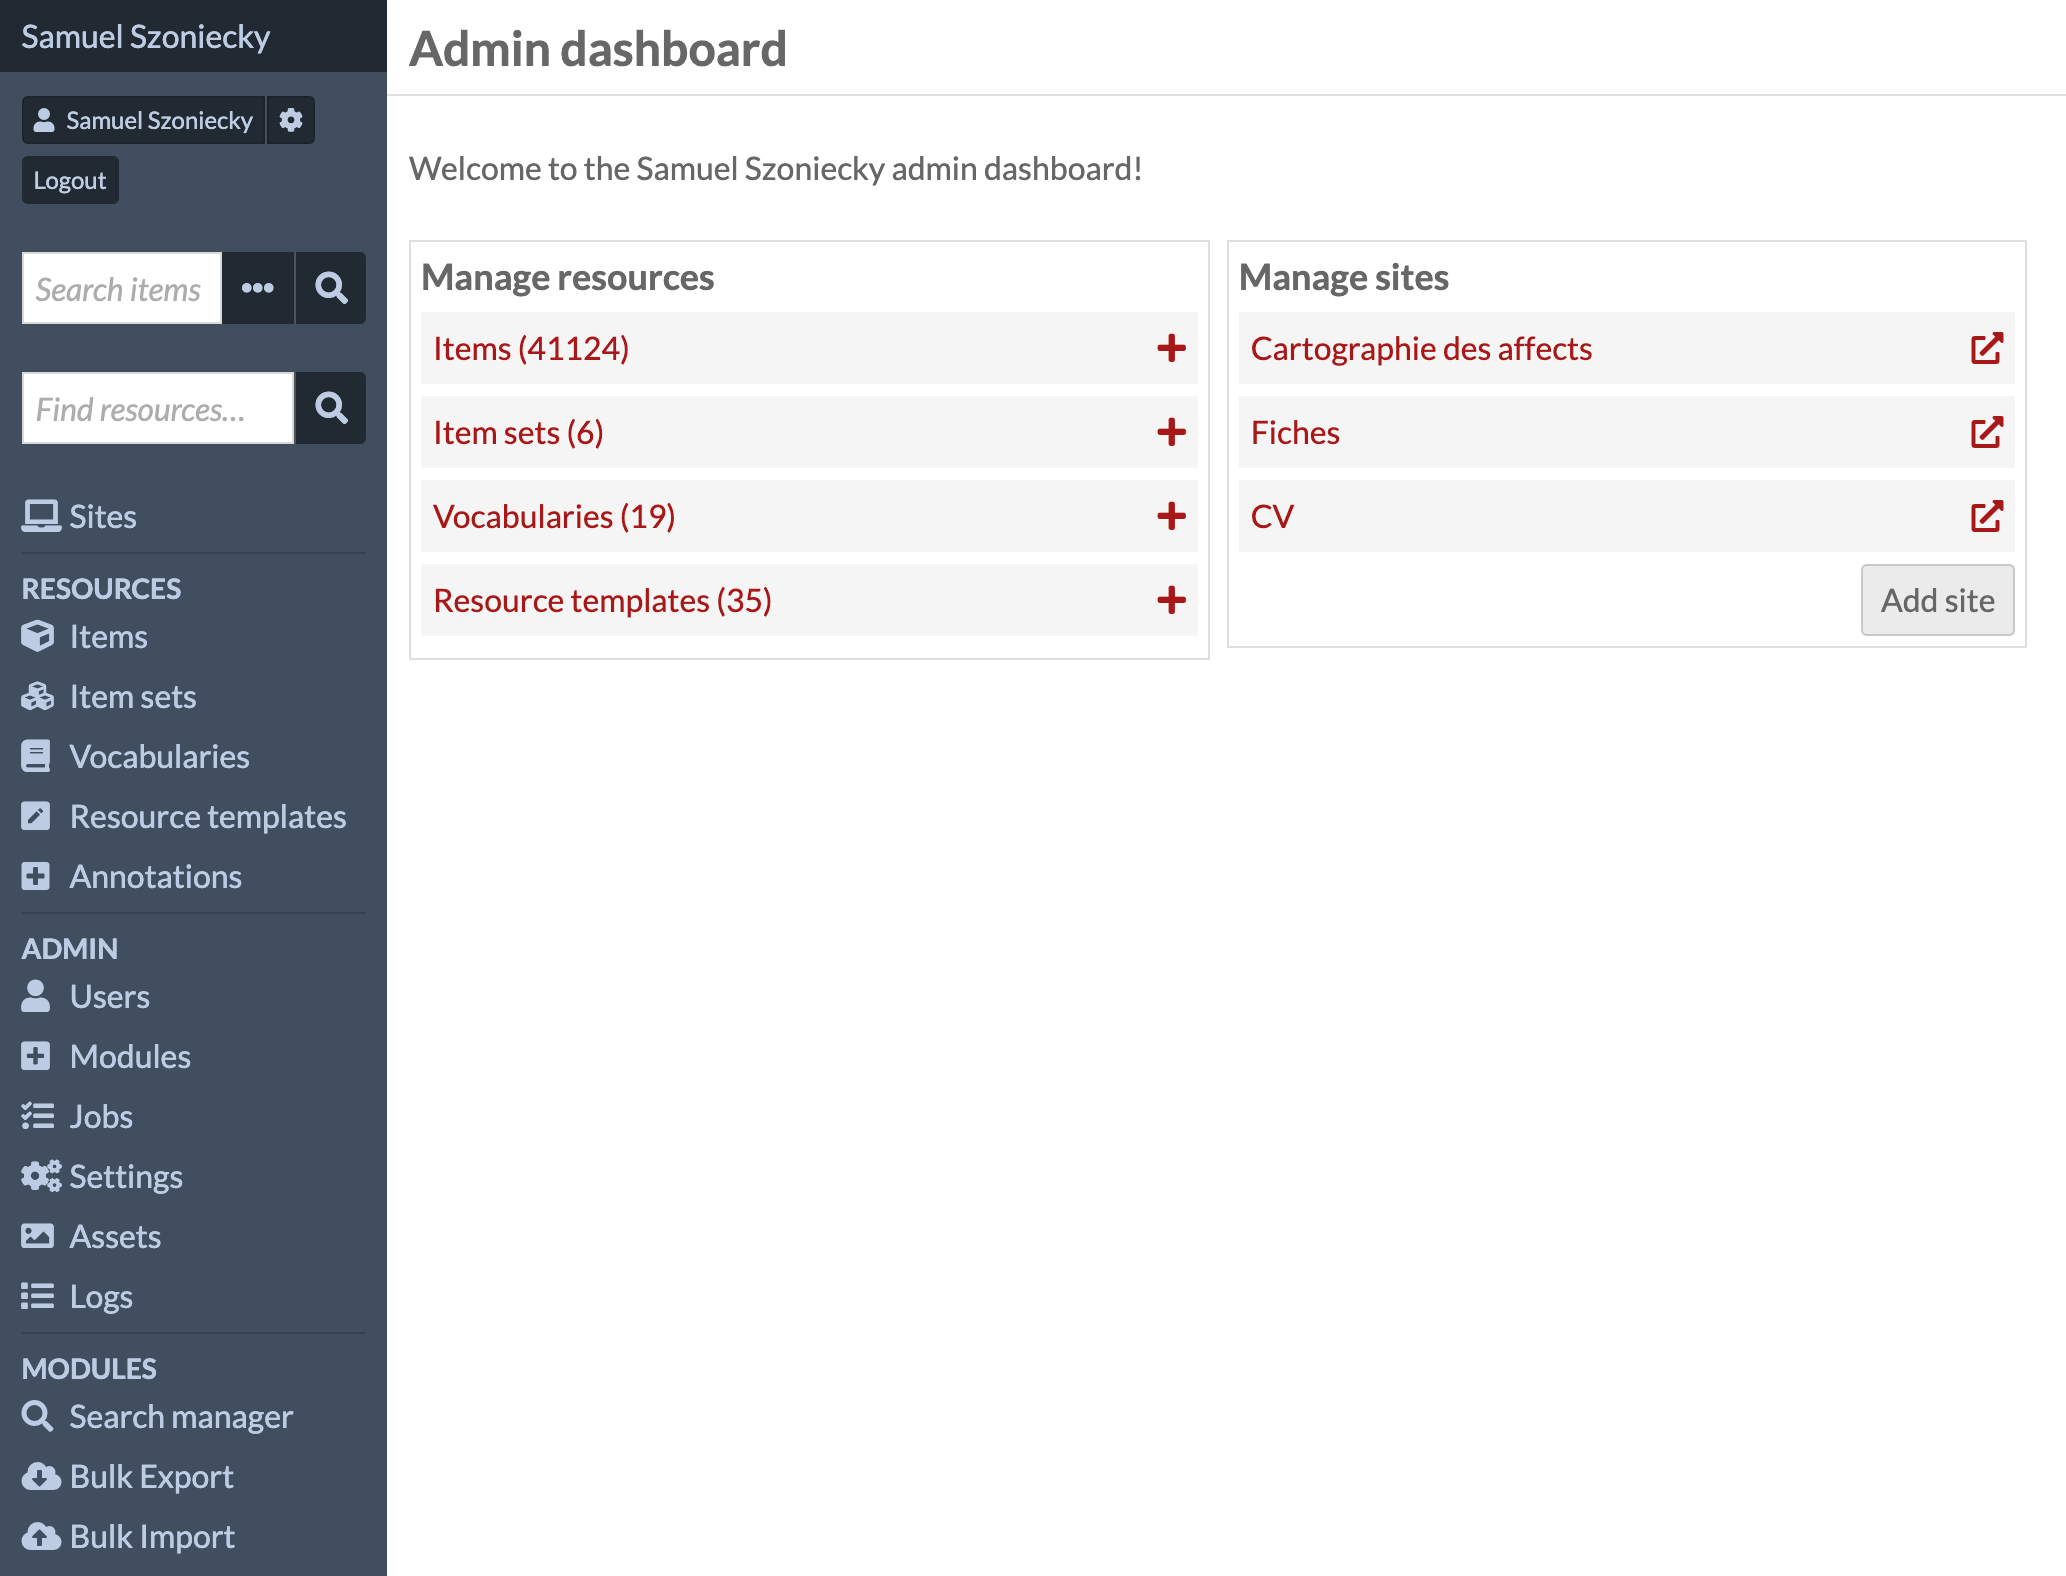 Samuel Szoniecky
Samuel Szoniecky
Logout
Search items
Find resources...
Sites
RESOURCES
Items
Item sets
Vocabularies
Resource templates
Annotations
ADMIN
Users
Modules
Jobs
Settings
Assets
Logs
MODULES
Search manager
Bulk Export
Bulk Import
Admin dashboard
Welcome to the Samuel Szoniecky admin dashboard!
Manage resources
Items (41124)
Item sets (6)
Vocabularies (19)
Resource templates (35)
Manage sites
Cartographie des affects
Fiches
CV
Add site